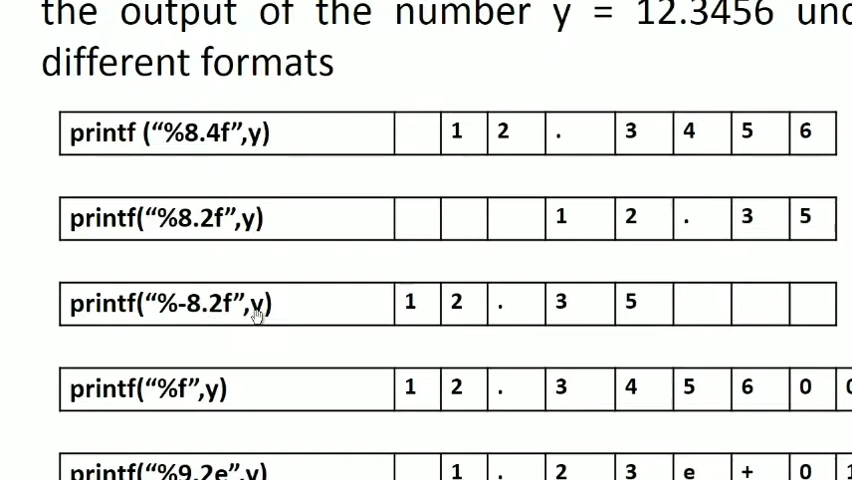 the output of the number y = 12.3456 und
different formats
printf (“%8.4f”,y) 1 2 . 3 4 5 6
printf(“%8.2f”,y) 1 2 . 3 5
printf(“%-8.2f”,y) 1 2 . 3 5
printf(“%f”,y) 1 2 . 3 4 5 6 0 0
printf(“%9.2e”,y) 1 . 2 3 e + 0 1